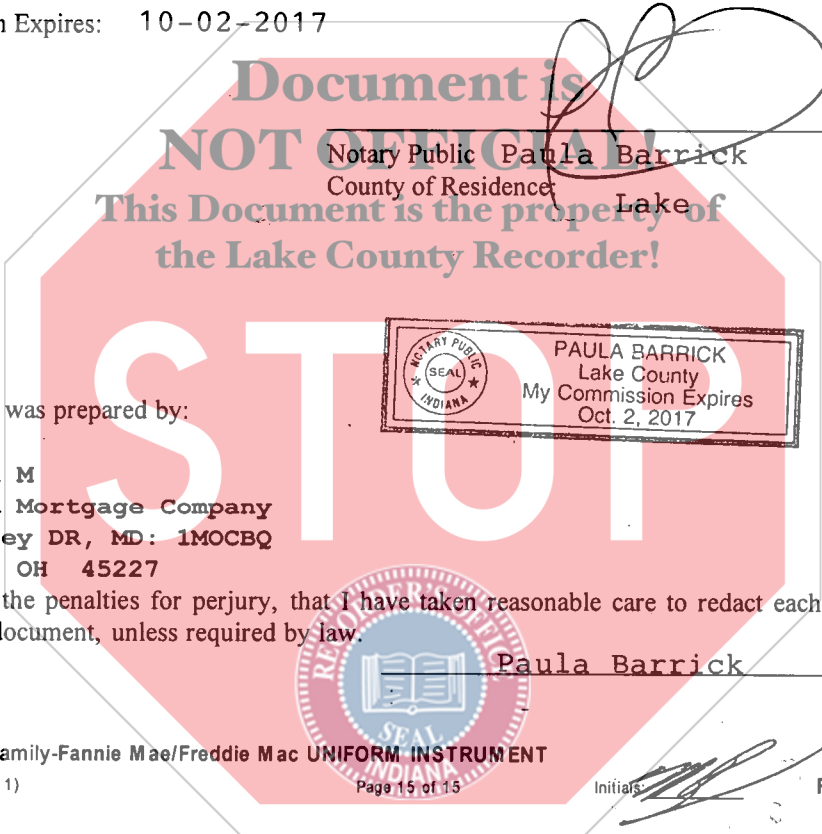 n Expires: 10-02-2017
Document is
NOT OFFICIAL!
Notary Public Paula Barrick
County of Residence:
Lake
This Document is the property of
the Lake County Recorder!
STOP
NOTARY PUBLIC
SEAL
INDIANA
PAULA BARRICK
Lake County
My Commission Expires
Oct. 2, 2017
was prepared by:
M
Mortgage Company
ey DR, MD: 1MOCBQ
OH 45227
the penalties for perjury, that I have taken reasonable care to redact each
document, unless required by law.
Paula Barrick
RECORDER'S OFFICE
SEAL
INDIANA
amily-Fannie Mae/Freddie Mac UNIFORM INSTRUMENT
1)
Page 15 of 15
Initials: